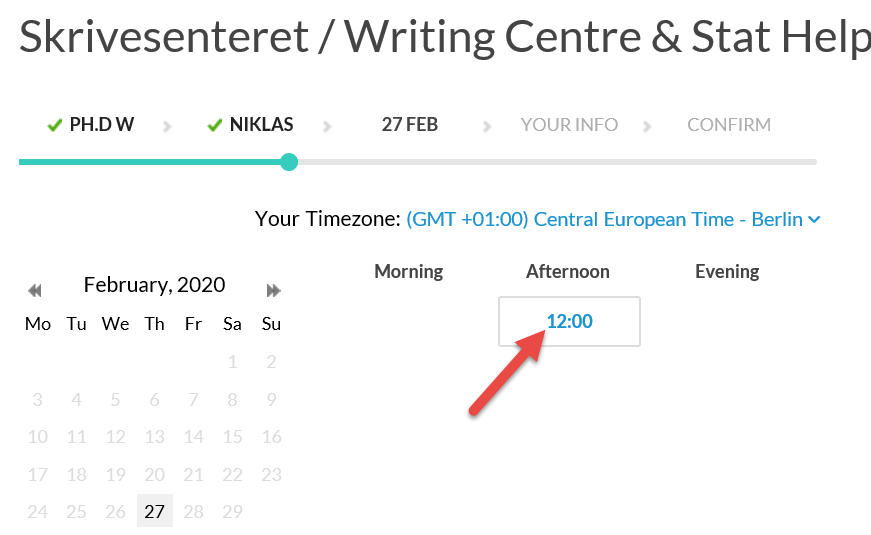 Skrivesenteret / Writing Centre & Stat Help
PH.D W NIKLAS 27 FEB YOUR INFO CONFIRM
Your Timezone: (GMT +01:00) Central European Time - Berlin
February, 2020
Mo Tu We Th Fr Sa Su
1 2
3 4 5 6 7 8 9
10 11 12 13 14 15 16
17 18 19 20 21 22 23
24 25 26 27 28 29
Morning Afternoon Evening
12:00